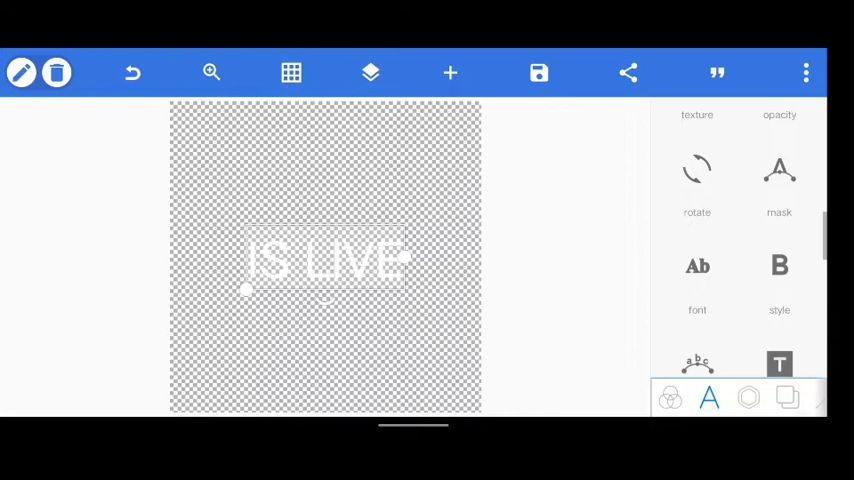 texture
opacity
rotate
mask
IS LIVE
Ab
B
font
style
abc
T
A